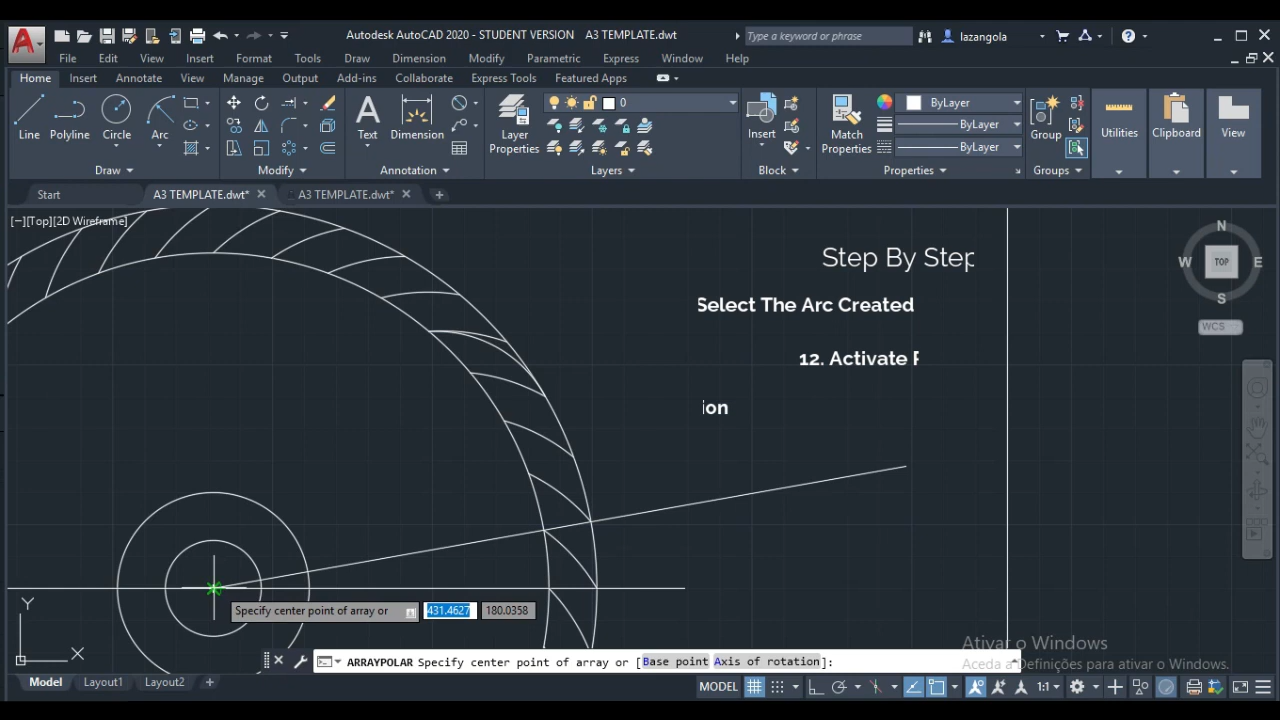 Autodesk AutoCAD 2020 - STUDENT VERSION A3 TEMPLATE.dwt
Type a keyword or phrase
lazangola
File Edit View Insert Format Tools Draw Dimension Modify Parametric Express Window Help
Home Insert Annotate View Manage Output Add-ins Collaborate Express Tools Featured Apps
0
ByLayer
ByLayer
ByLayer
Line Polyline Circle Arc Text Dimension Layer Properties Insert Match Properties Group Utilities Clipboard View
Draw Modify Annotation Layers Block Properties Groups
Start A3 TEMPLATE.dwt* A3 TEMPLATE.dwt*
[−][Top][2D Wireframe]
N
W TOP E
S
WCS
Step By Step
Select The Arc Created
12. Activate P
ion
Specify center point of array or 431.4627 180.0358
Y
X
ARRAYPOLAR Specify center point of array or [Base point Axis of rotation]:
Ativar o Windows
Aceda a Definições para ativar o Windows.
Model Layout1 Layout2
MODEL 1:1